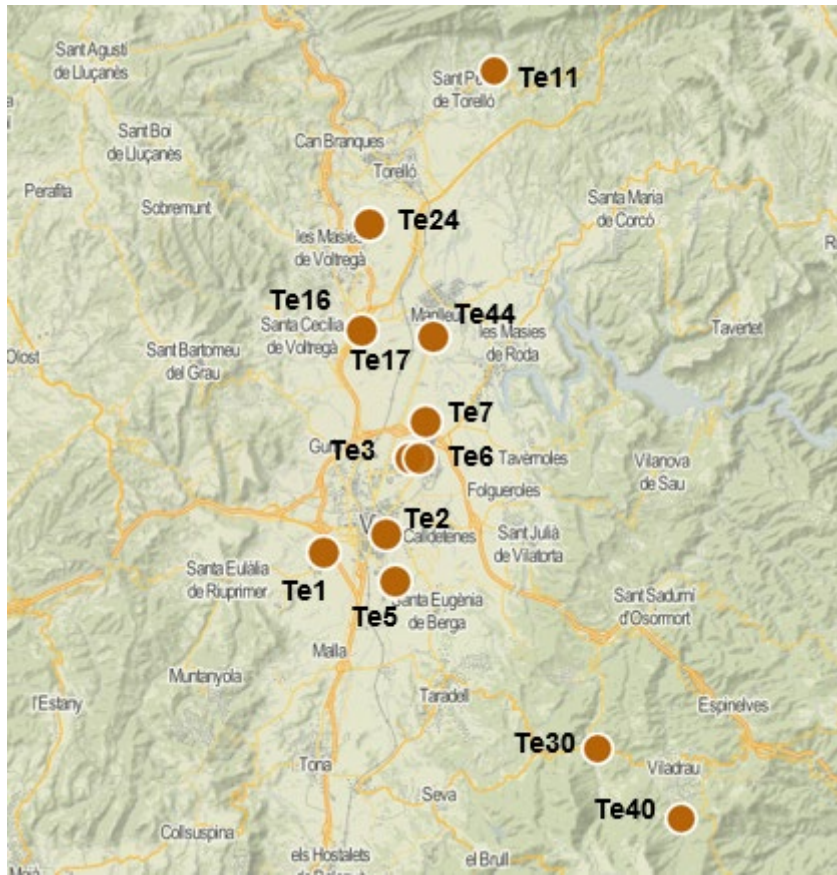 Sant Agustí
de Lluçanès
Te11
de Torelló
Sant Boi
de Lluçanès
Can Branques
Torelló
Perafita
Sobremunt
Santa Maria
de Corcó
Te24
les Masies
de Voltregà
Te16
Te44
Santa Cecília
de Voltregà
Te17
les Masies
de Roda
Tavertet
Olost
Sant Bartomeu
del Grau
Te7
Te3
Te6
Tavèrnoles
Vilanova
de Sau
Folgueroles
Te2
Calldetenes
Sant Julià
de Vilatorta
Te1
Santa Eulàlia
de Riuprimer
Te5
Santa Eugènia
de Berga
Sant Sadurní
d'Osormort
Malla
Muntanyola
l'Estany
Taradell
Espinelves
Te30
Tona
Viladrau
Seva
Te40
Collsuspina
els Hostalets
el Brull